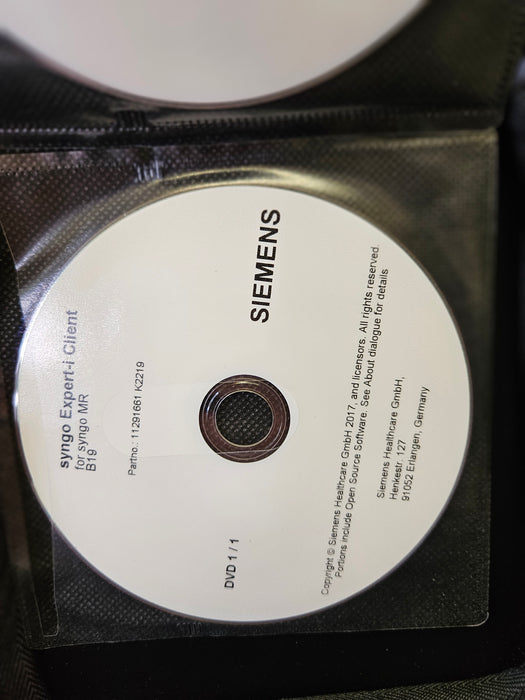 syngo Expert-i Client
for syngo MR
B19
Partno.: 11291661 K2219
SIEMENS
DVD 1 / 1
Copyright © Siemens Healthcare GmbH 2017, and licensors. All rights reserved.
Portions include Open Source Software. See About dialogue for details
Siemens Healthcare GmbH,
Henkestr. 127
91052 Erlangen, Germany